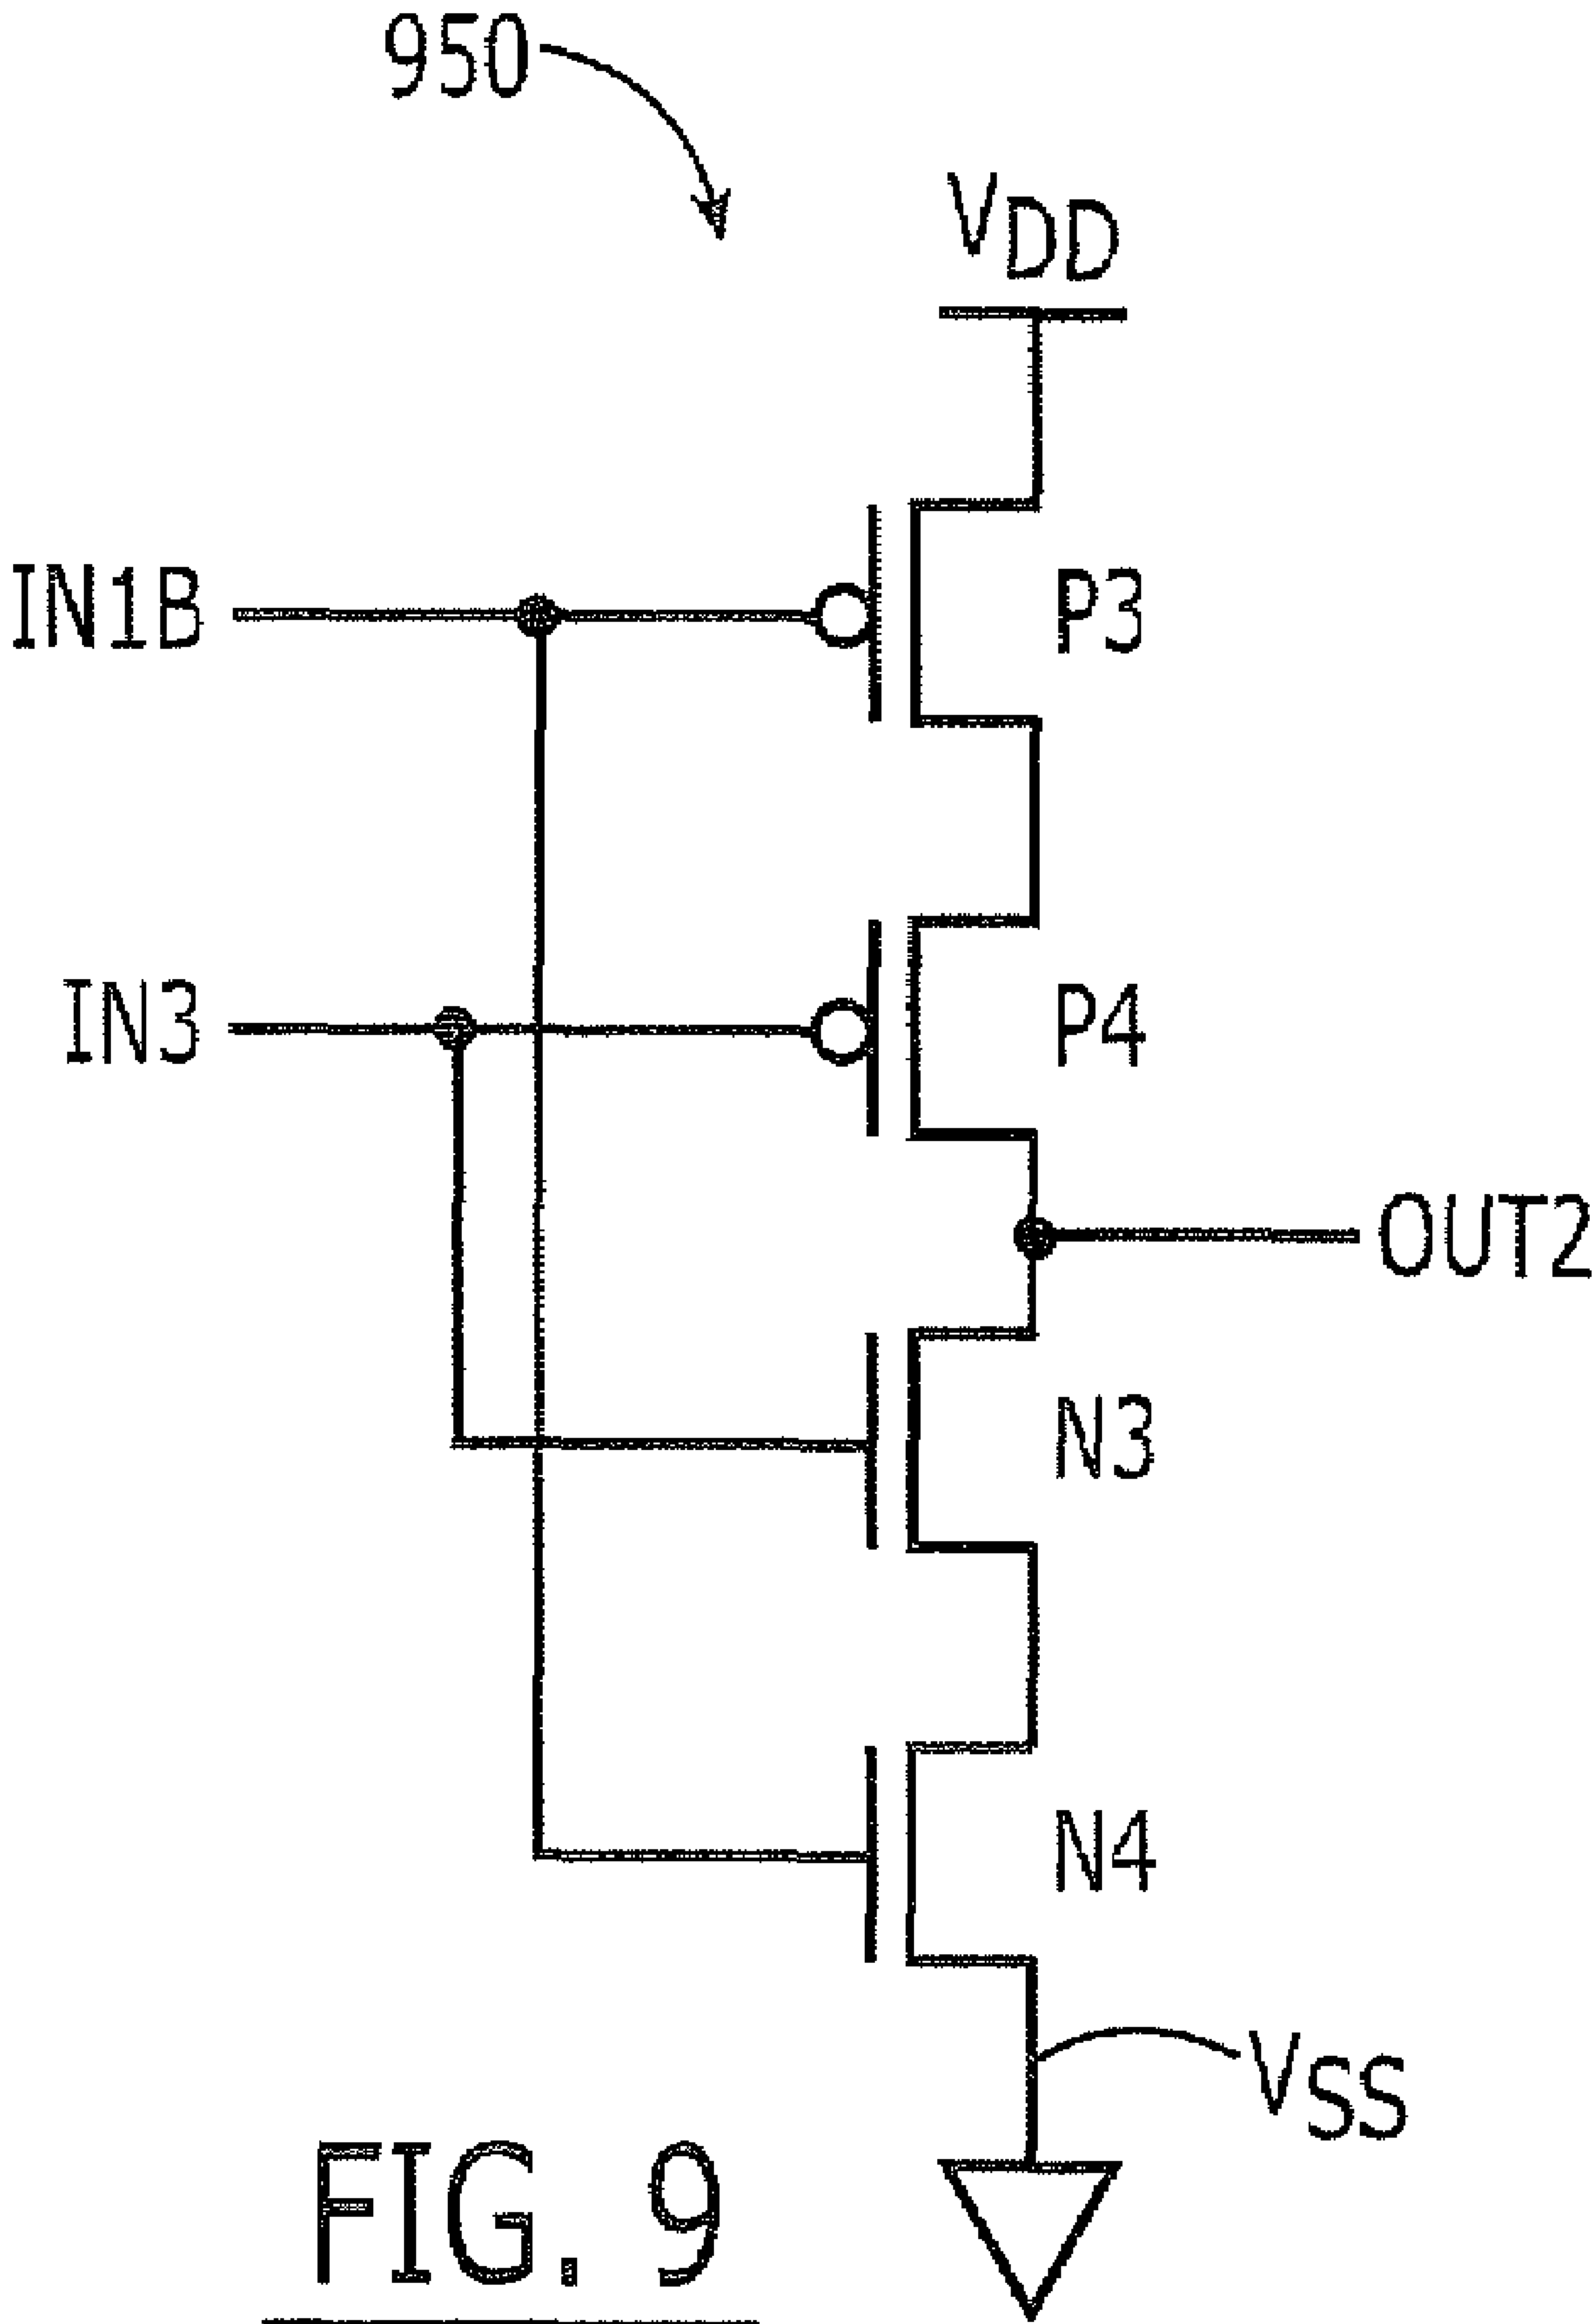 950
VDD
IN1B
P3
IN3
P4
OUT2
N3
N4
VSS
FIG. 9